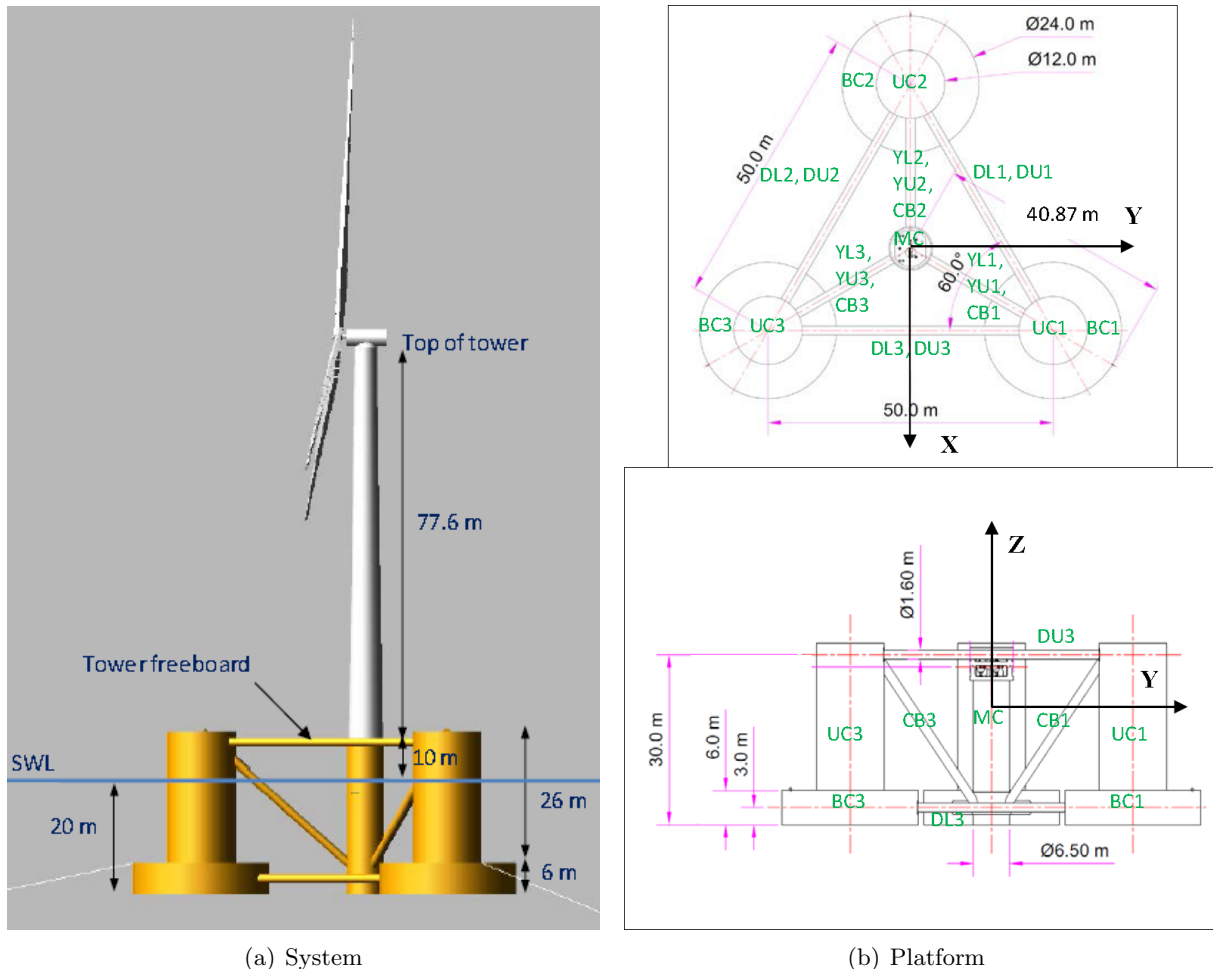 Top of tower
77.6 m
Tower freeboard
SWL
10 m
26 m
20 m
6 m
(a) System
Ø24.0 m
Ø12.0 m
BC2
UC2
50.0 m
YL2,
YU2,
CB2
DL2, DU2
DL1, DU1
40.87 m
Y
MC
YL3,
YU3,
CB3
60.0°
YL1,
YU1,
CB1
BC3
UC3
UC1
BC1
DL3, DU3
50.0 m
X
Z
Ø1.60 m
DU3
Y
30.0 m
6.0 m
3.0 m
UC3
CB3
MC
CB1
UC1
BC3
BC1
DL3
Ø6.50 m
(b) Platform